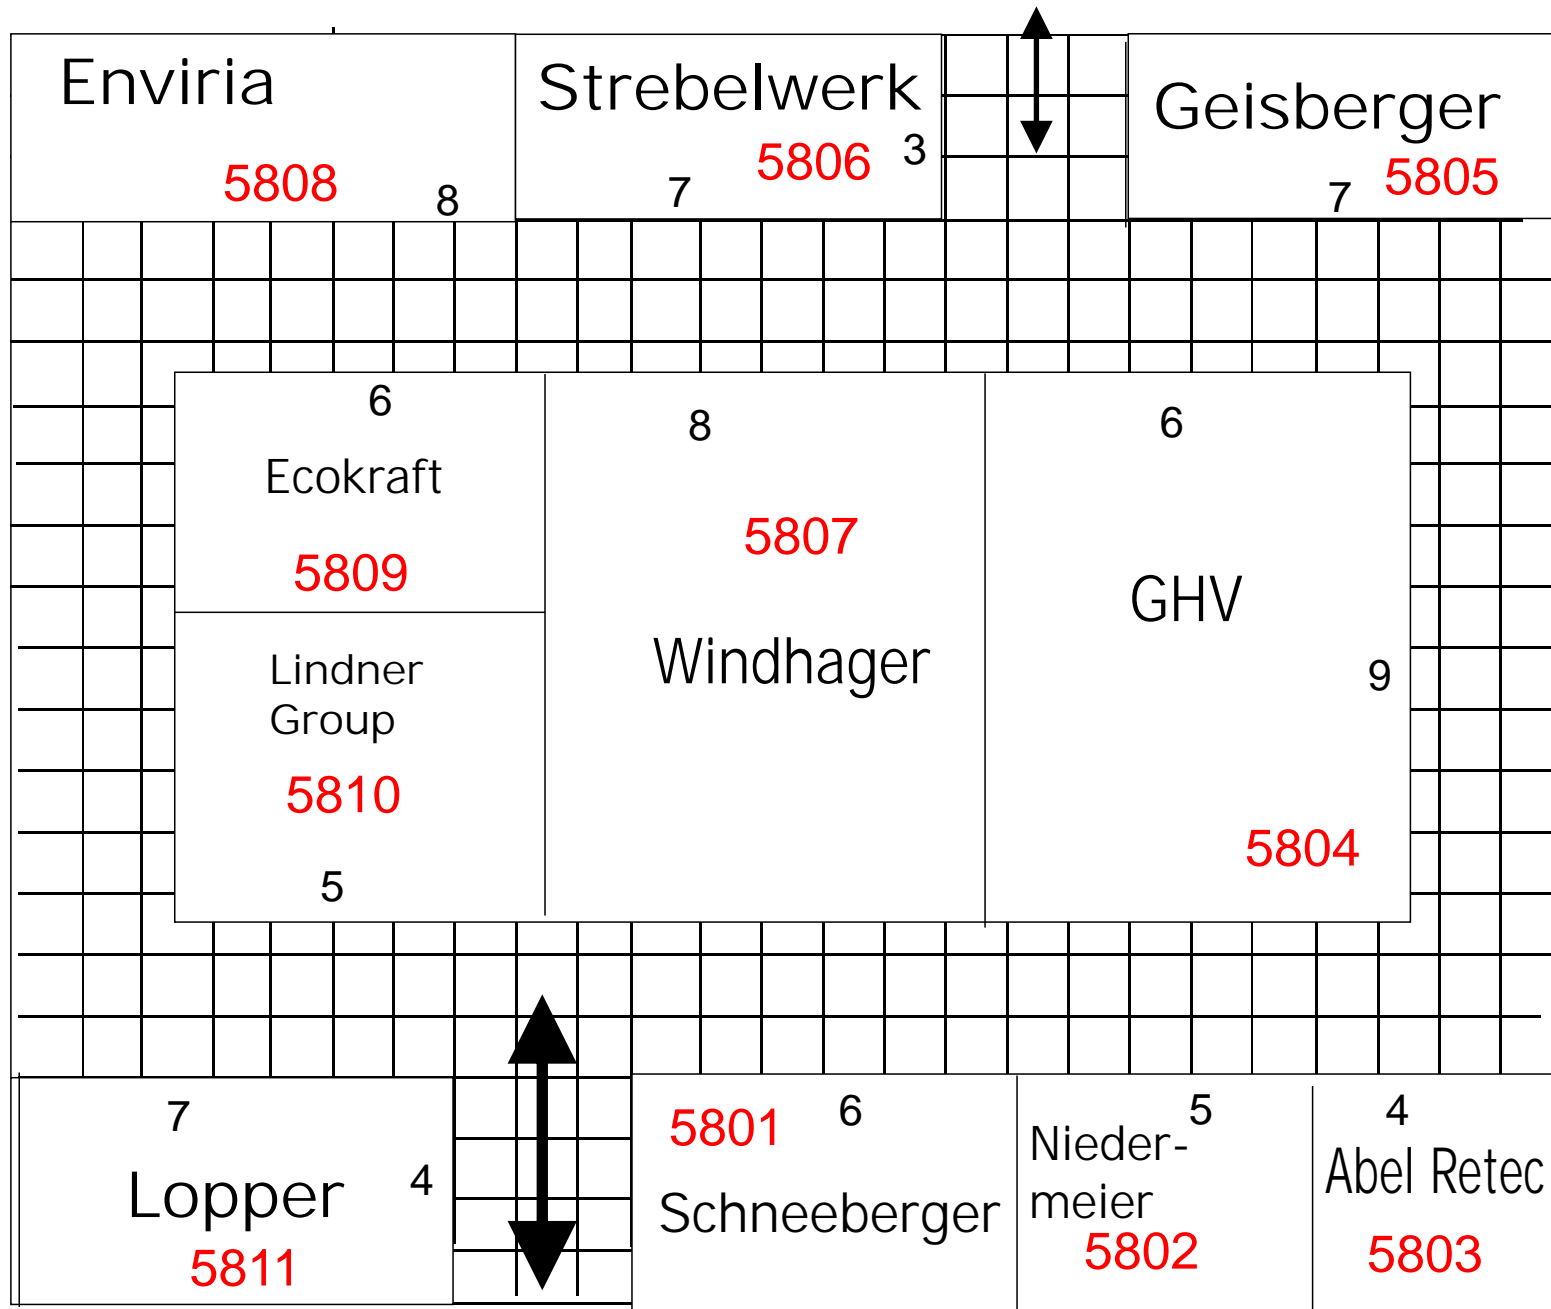 Enviria
5808
8
Strebelwerk
5806
3
7
Geisberger
5805
7
6
Ecokraft
5809
Lindner
Group
5810
5
8
5807
Windhager
6
GHV
9
5804
7
Lopper
4
5811
5801
6
Schneeberger
5
Nieder-
meier
5802
4
Abel Retec
5803